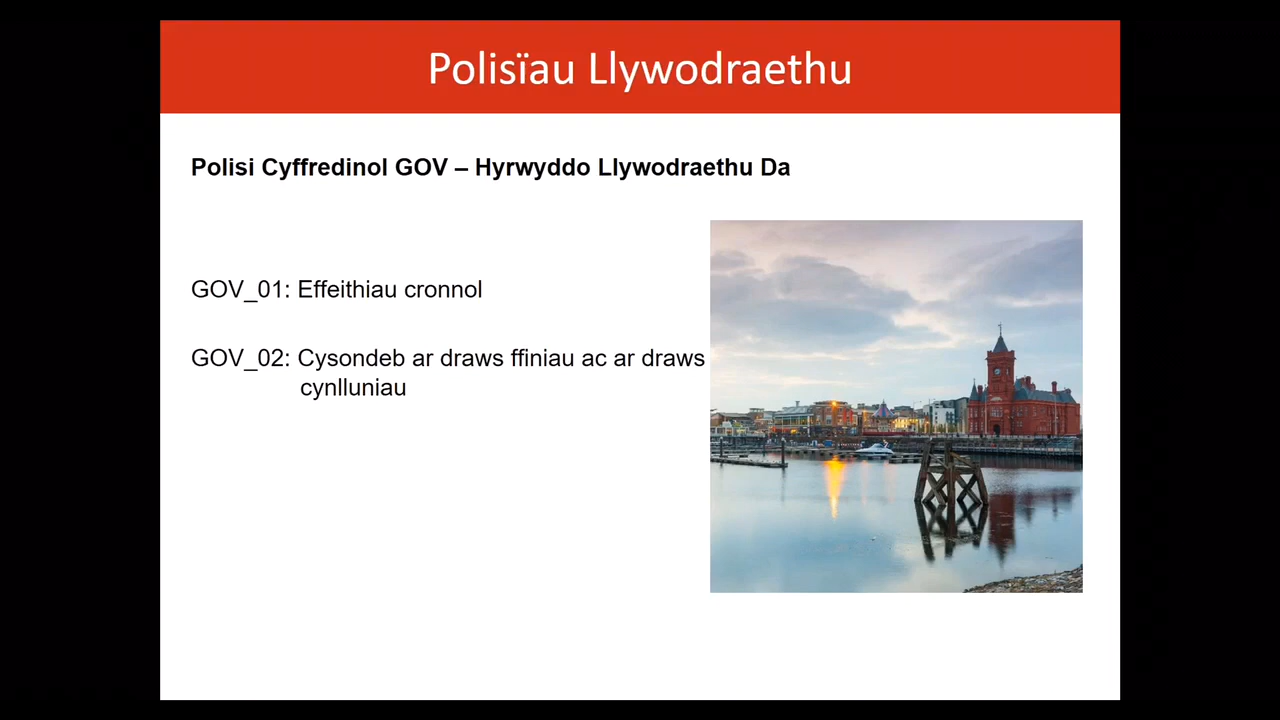 Polisïau Llywodraethu
Polisi Cyffredinol GOV – Hyrwyddo Llywodraethu Da
GOV_01: Effeithiau cronnol
GOV_02: Cysondeb ar draws ffiniau ac ar draws
cynlluniau